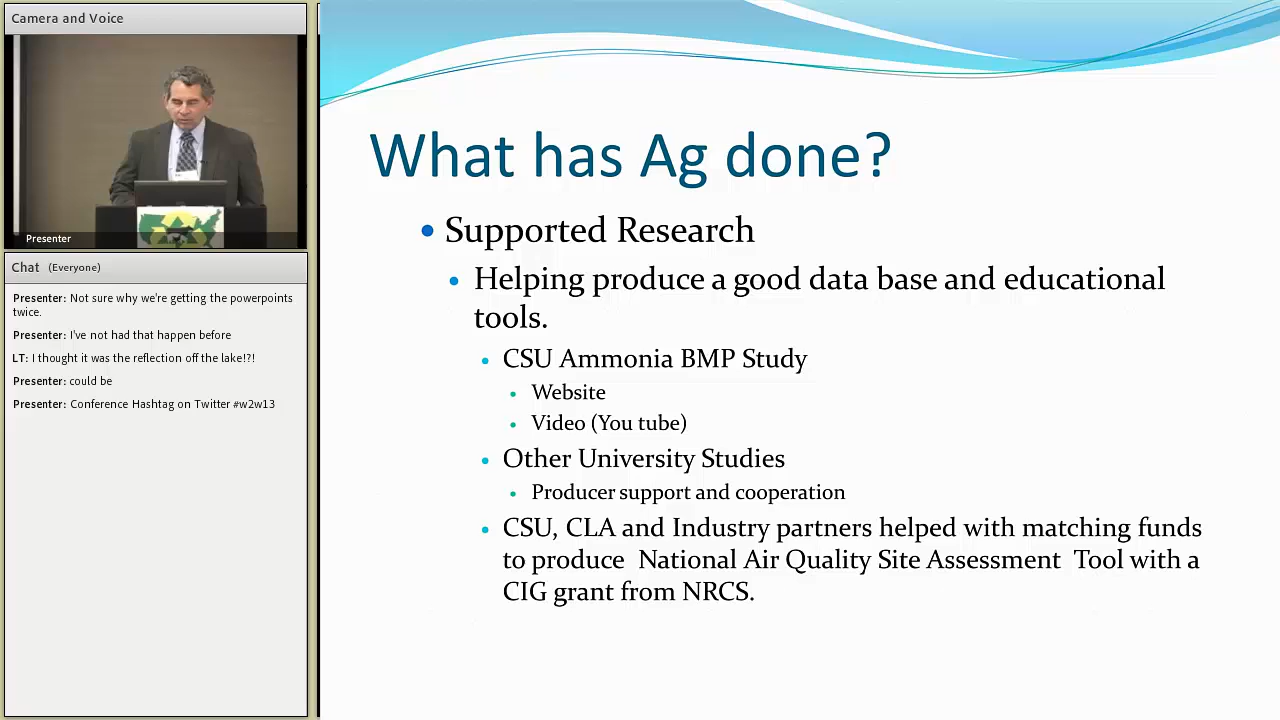 Camera and Voice
Presenter
Chat (Everyone)
Presenter: Not sure why we're getting the powerpoints
twice.
Presenter: I've not had that happen before
LT: I thought it was the reflection off the lake!?!
Presenter: could be
Presenter: Conference Hashtag on Twitter #w2w13
What has Ag done?
• Supported Research
• Helping produce a good data base and educational
tools.
• CSU Ammonia BMP Study
• Website
• Video (You tube)
• Other University Studies
• Producer support and cooperation
• CSU, CLA and Industry partners helped with matching funds
to produce National Air Quality Site Assessment Tool with a
CIG grant from NRCS.